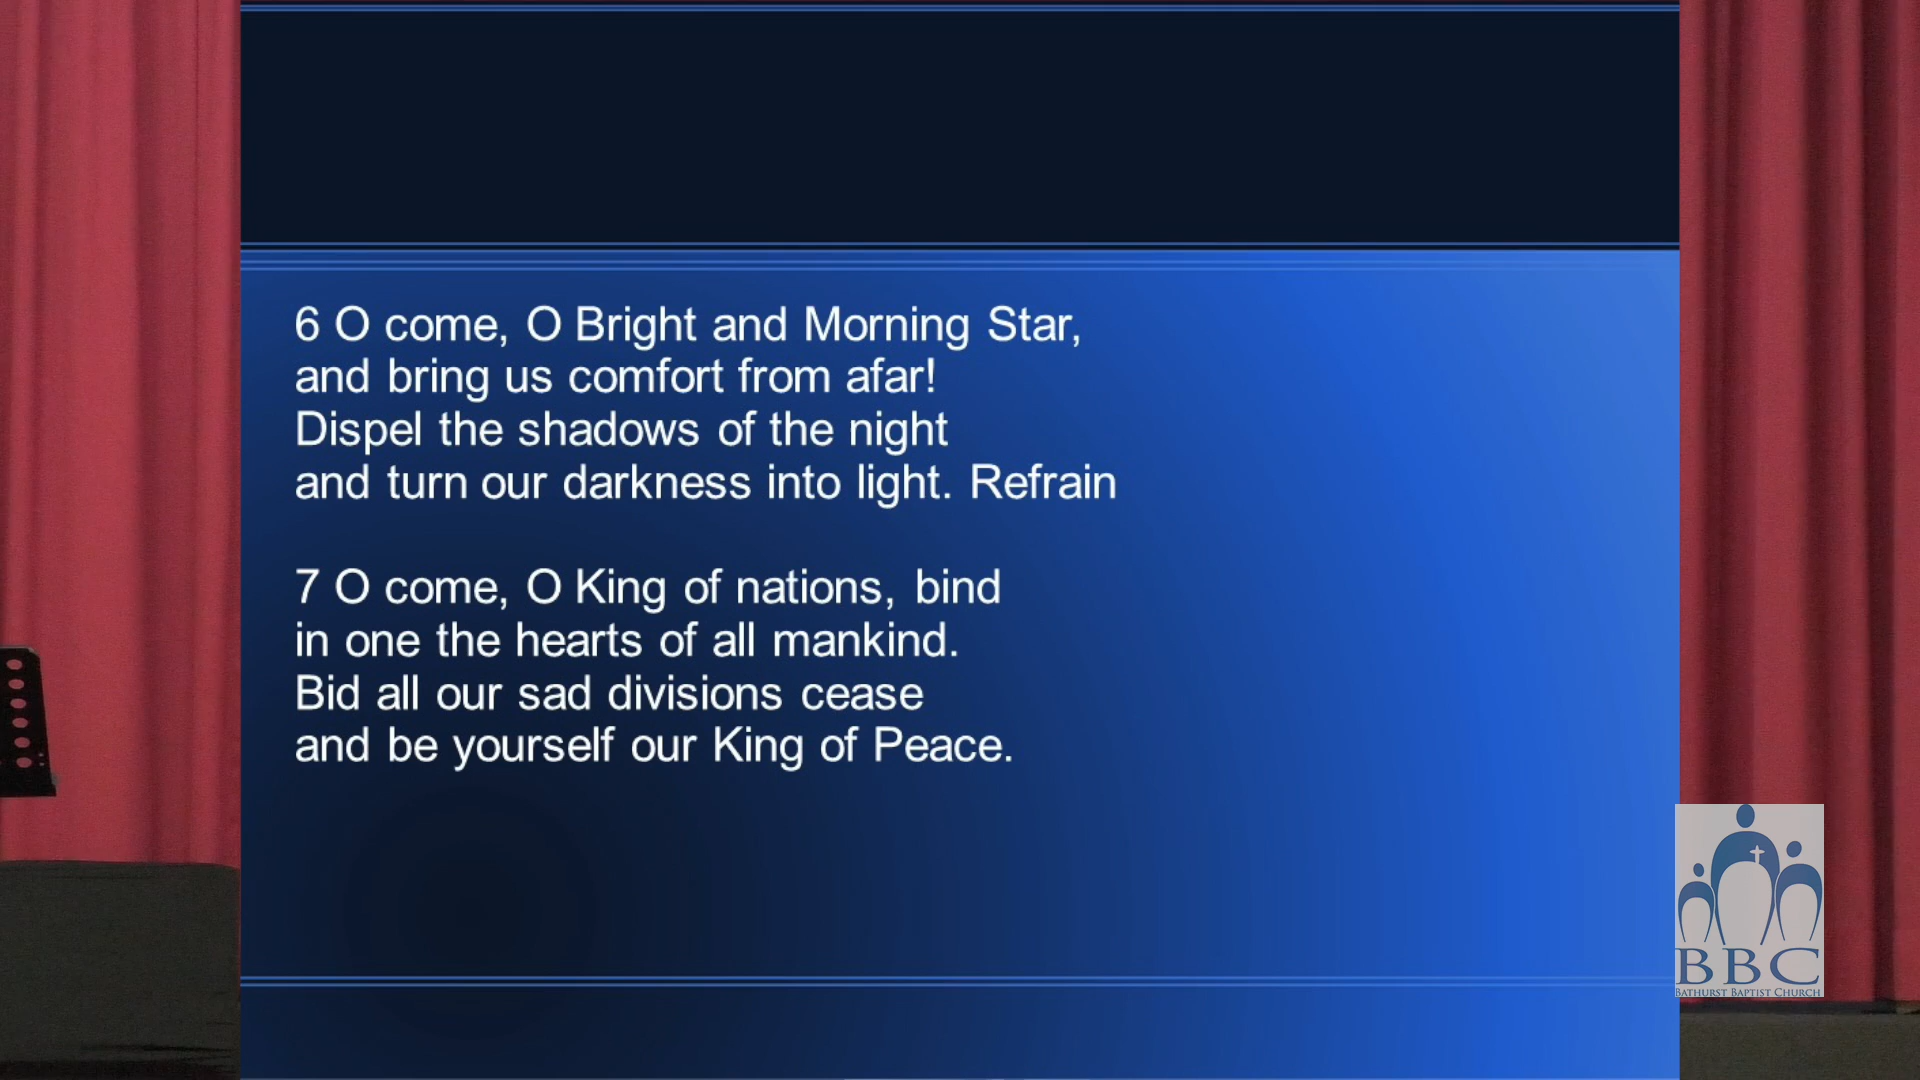 6 O come, O Bright and Morning Star,
and bring us comfort from afar!
Dispel the shadows of the night
and turn our darkness into light. Refrain
7 O come, O King of nations, bind
in one the hearts of all mankind.
Bid all our sad divisions cease
and be yourself our King of Peace.
BBC
BATHURST BAPTIST CHURCH